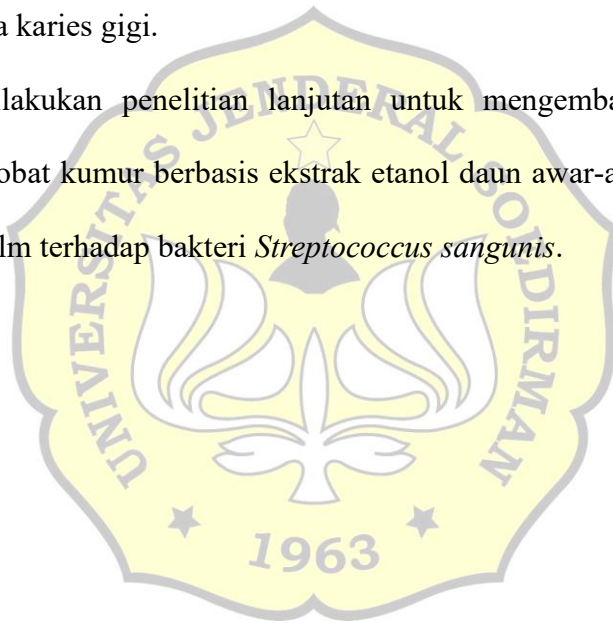 a karies gigi.
ilakukan penelitian lanjutan untuk mengemba
obat kumur berbasis ekstrak etanol daun awar-a
lm terhadap bakteri Streptococcus sangunis.
UNIVERSITAS JENDERAL SOEDIRMAN
1963